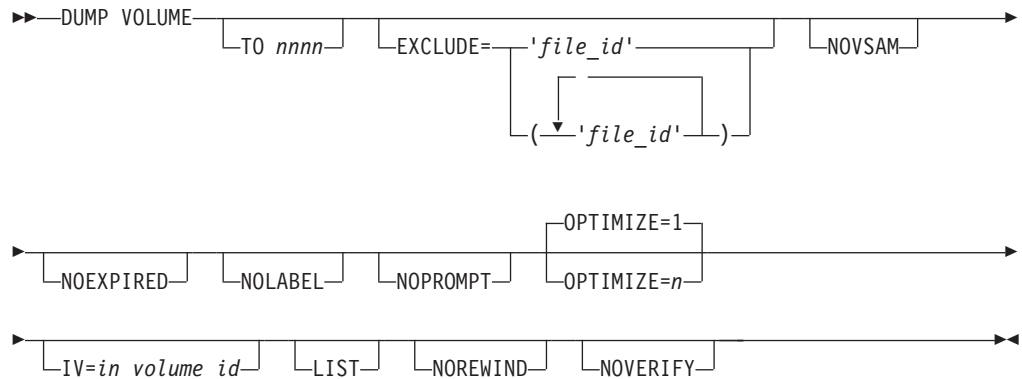 DUMP VOLUME
TO nnnn
EXCLUDE= 'file_id'
NOVSAM
( 'file_id' )
OPTIMIZE=1
NOEXPIRED NOLABEL NOPROMPT OPTIMIZE=n
IV=in volume id LIST NOREWIND NOVERIFY